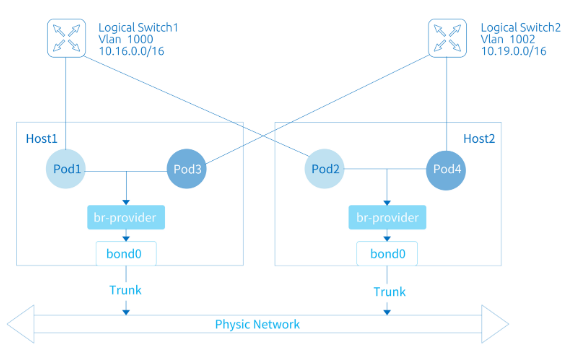 Logical Switch1
Vlan 1000
10.16.0.0/16
Logical Switch2
Vlan 1002
10.19.0.0/16
Host1
Host2
Pod1
Pod3
Pod2
Pod4
br-provider
br-provider
bond0
bond0
Trunk
Trunk
Physic Network